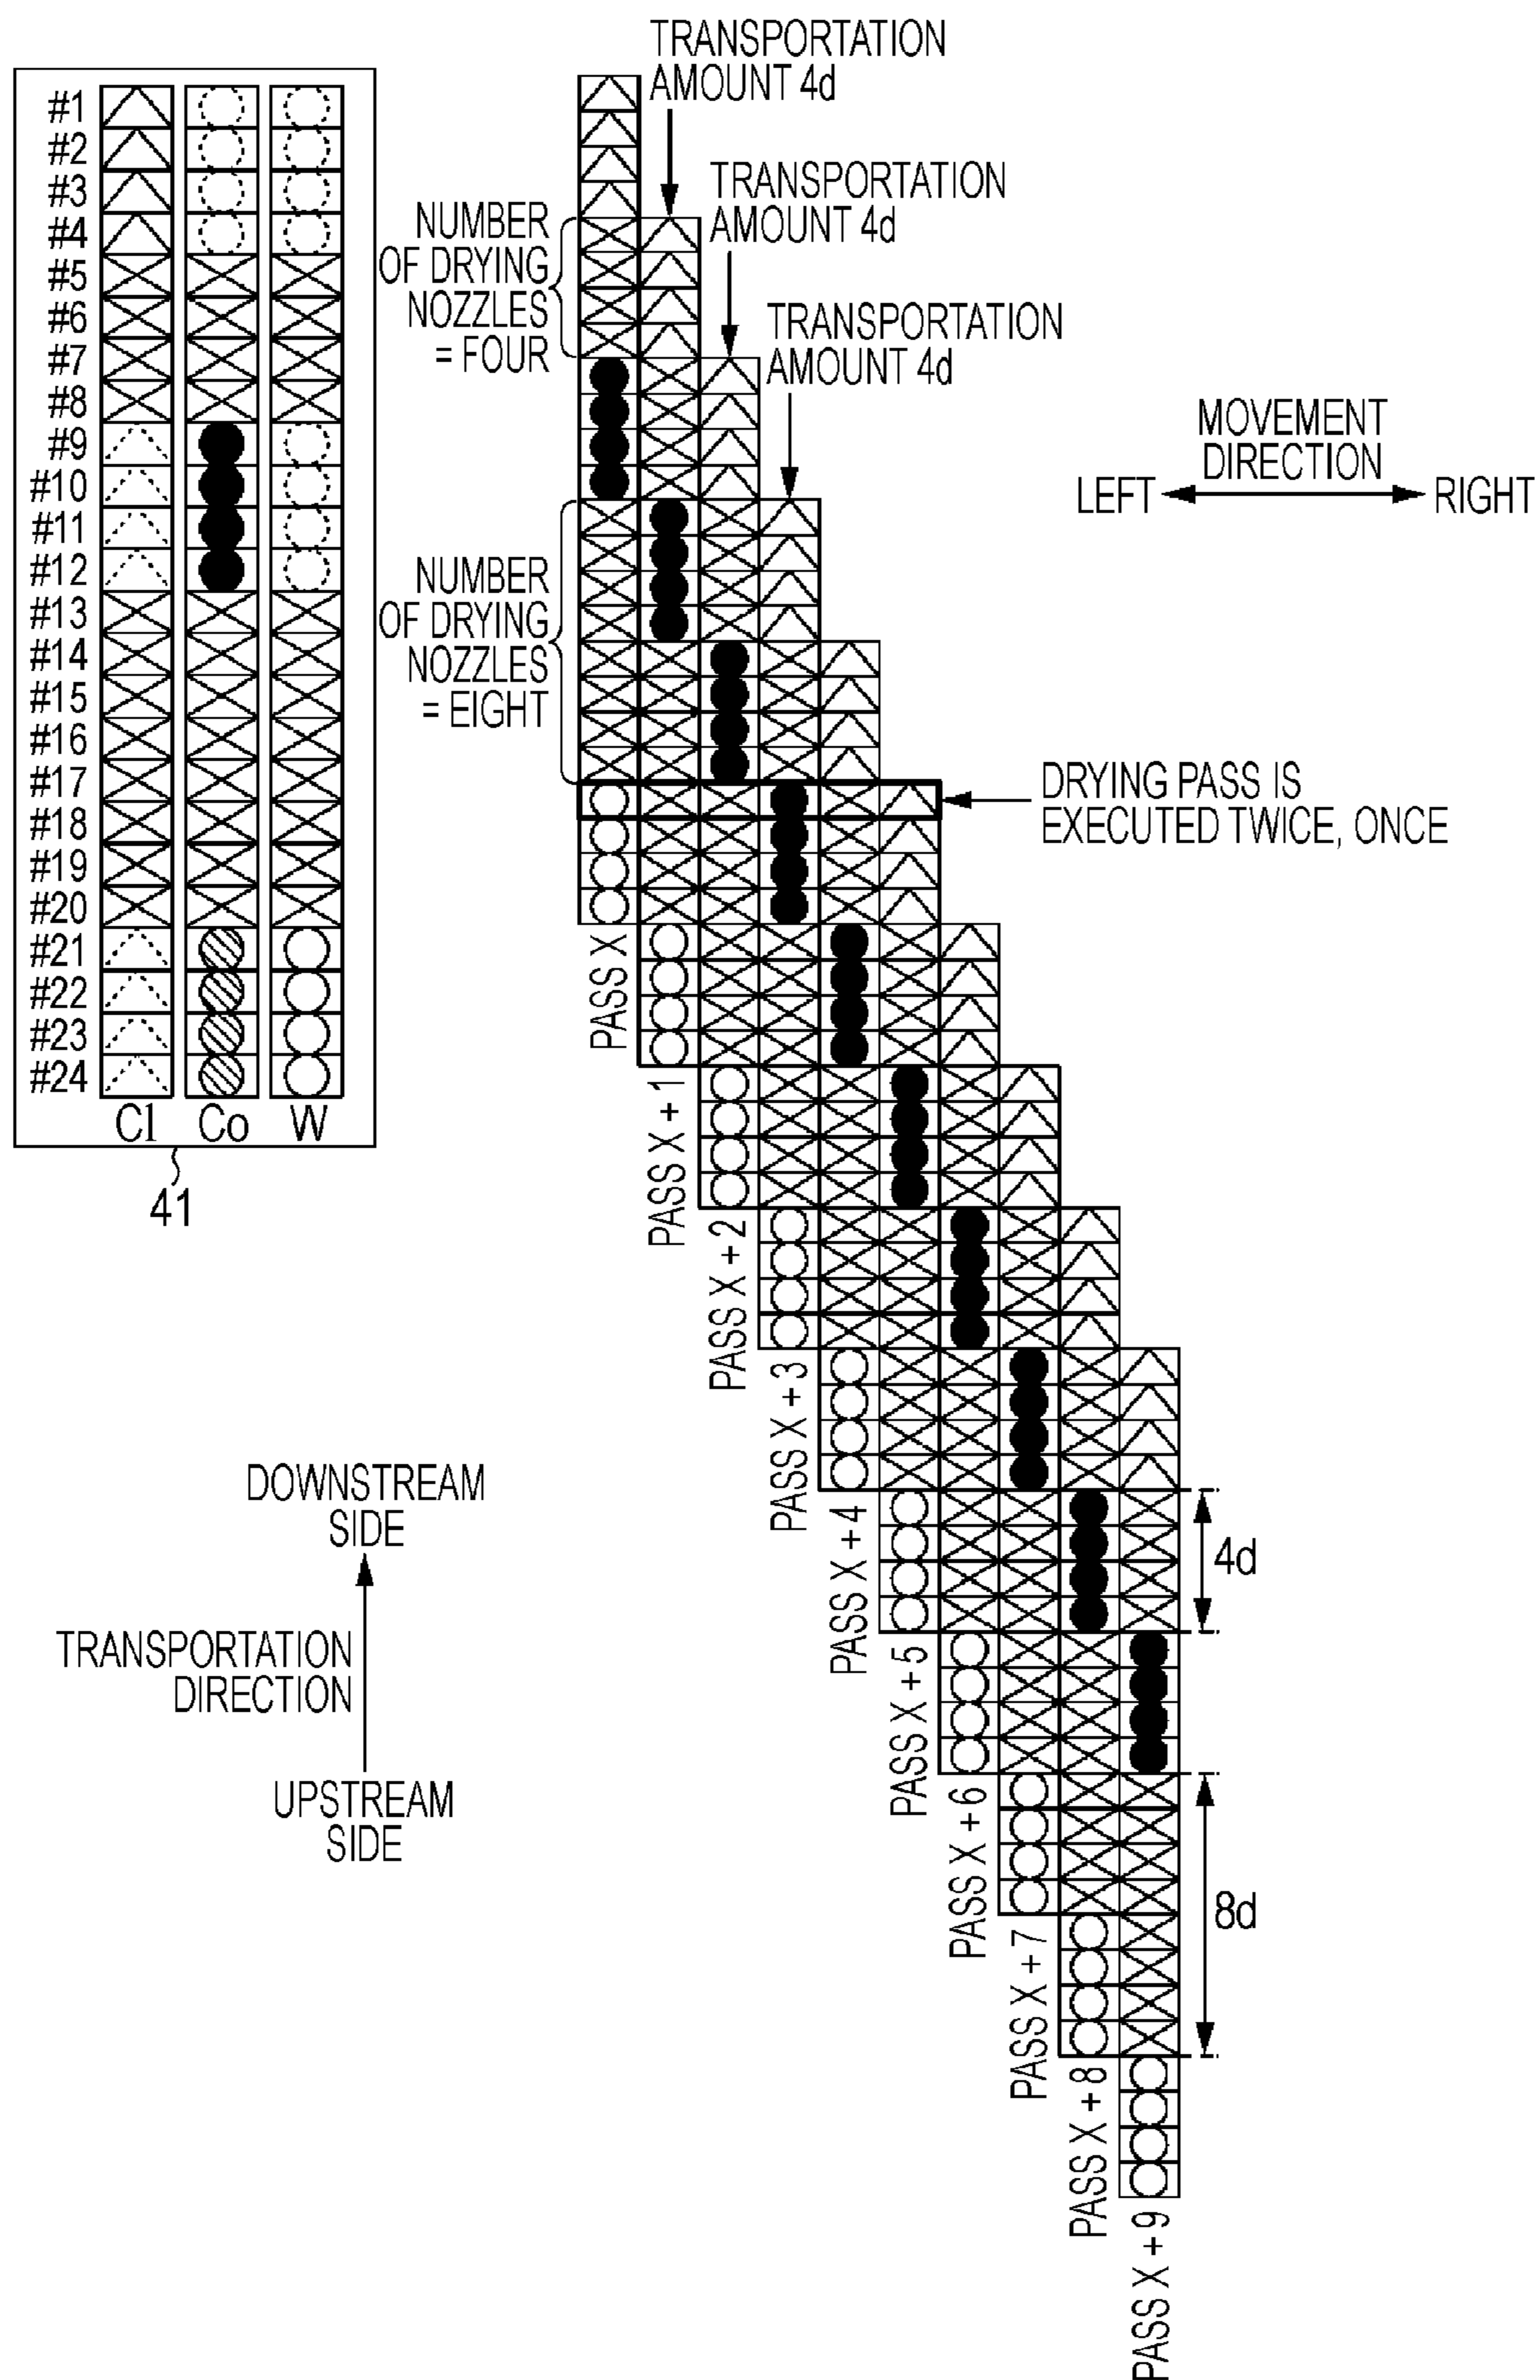 #1
#2
#3
#4
#5
#6
#7
#8
#9
#10
#11
#12
#13
#14
#15
#16
#17
#18
#19
#20
#21
#22
#23
#24
Cl Co W
41
TRANSPORTATION
AMOUNT 4d
TRANSPORTATION
AMOUNT 4d
TRANSPORTATION
AMOUNT 4d
NUMBER
OF DRYING
NOZZLES
= FOUR
NUMBER
OF DRYING
NOZZLES
= EIGHT
MOVEMENT
DIRECTION
LEFT
RIGHT
DRYING PASS IS
EXECUTED TWICE, ONCE
PASS X
PASS X + 1
PASS X + 2
PASS X + 3
PASS X + 4
PASS X + 5
PASS X + 6
PASS X + 7
PASS X + 8
PASS X + 9
4d
8d
DOWNSTREAM
SIDE
TRANSPORTATION
DIRECTION
UPSTREAM
SIDE